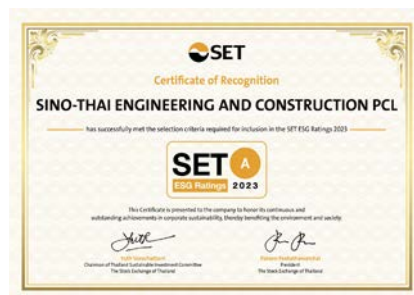 SET
Certificate of Recognition
SINO-THAI ENGINEERING AND CONSTRUCTION PCL
has successfully met the selection criteria required for inclusion in the SET ESG Ratings 2023
SET A
ESG Ratings 2023
This Certificate is presented to the company to honor its continuous and
outstanding achievements in corporate sustainability, thereby benefiting the environment and society.
Chairman of Thailand Sustainable Investment Committee
President
The Stock Exchange of Thailand
The Stock Exchange of Thailand